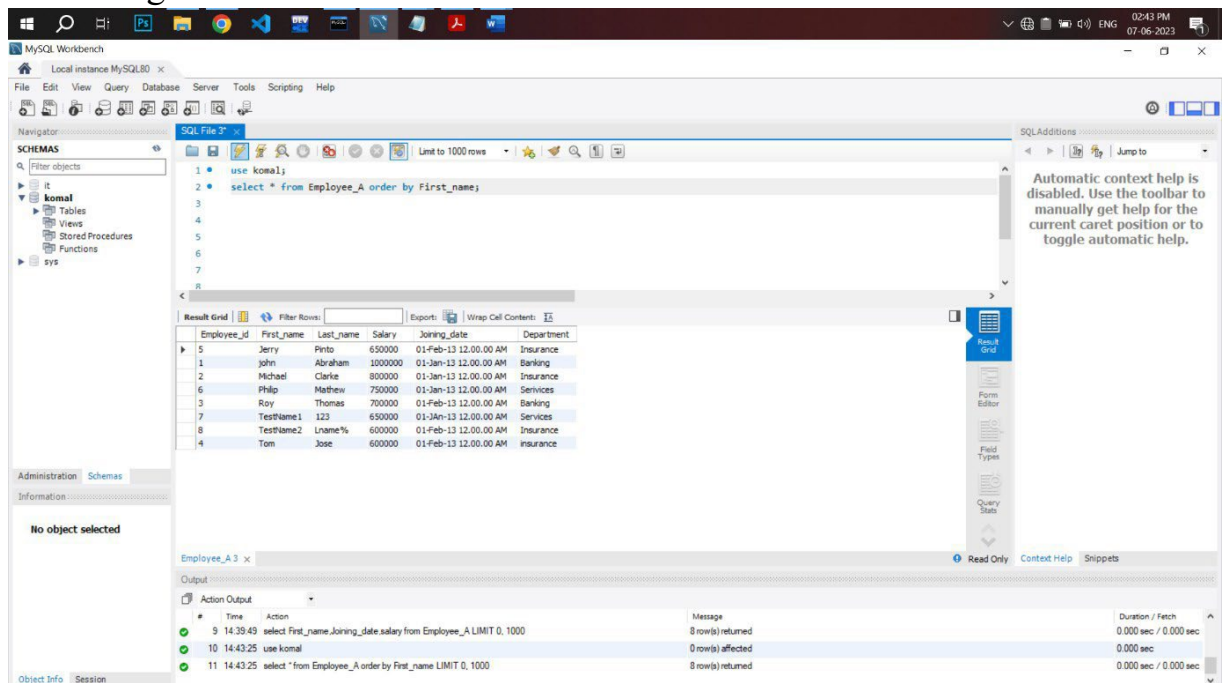 02:43 PM
ENG
07-06-2023
Ps
DEV
MySQL Workbench
Local instance MySQL80 ×
File Edit View Query Database Server Tools Scripting Help
Navigator
SQL File 3* ×
SQLAdditions
SCHEMAS
Limit to 1000 rows
Jump to
Filter objects
1 use komal;
2 select * from Employee_A order by First_name;
3
4
5
6
7
8
it
komal
Tables
Views
Stored Procedures
Functions
sys
Automatic context help is
disabled. Use the toolbar to
manually get help for the
current caret position or to
toggle automatic help.
Result Grid Filter Rows: Export: Wrap Cell Content:
Employee_id First_name Last_name Salary Joining_date Department
5 Jerry Pinto 650000 01-Feb-13 12.00.00 AM Insurance
1 john Abraham 1000000 01-Jan-13 12.00.00 AM Banking
2 Michael Clarke 800000 01-Jan-13 12.00.00 AM Insurance
6 Philip Mathew 750000 01-Jan-13 12.00.00 AM Serivices
3 Roy Thomas 700000 01-Feb-13 12.00.00 AM Banking
7 TestName1 123 650000 01-JAn-13 12.00.00 AM Services
8 TestName2 Lname% 600000 01-Feb-13 12.00.00 AM Insurance
4 Tom Jose 600000 01-Feb-13 12.00.00 AM insurance
Result
Grid
Form
Editor
Field
Types
Query
Stats
Administration Schemas
Information
No object selected
Employee_A 3 ×
Read Only
Context Help Snippets
Output
Action Output
# Time Action Message Duration / Fetch
9 14:39:49 select First_name,Joining_date,salary from Employee_A LIMIT 0, 1000 8 row(s) returned 0.000 sec / 0.000 sec
10 14:43:25 use komal 0 row(s) affected 0.000 sec
11 14:43:25 select * from Employee_A order by First_name LIMIT 0, 1000 8 row(s) returned 0.000 sec / 0.000 sec
Object Info Session